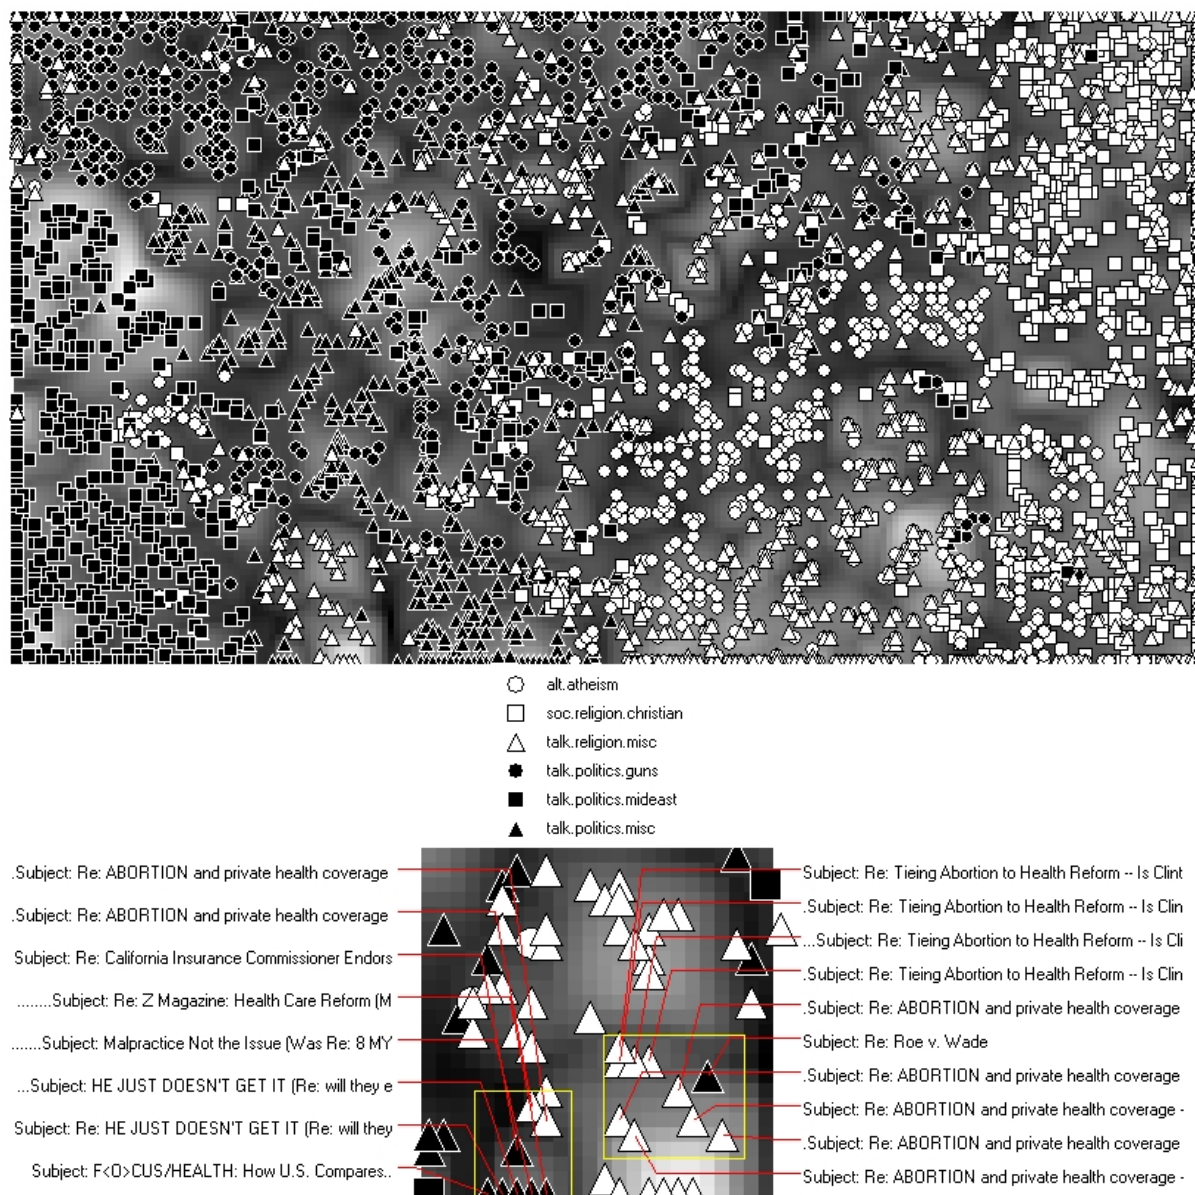 alt.atheism
soc.religion.christian
talk.religion.misc
talk.politics.guns
talk.politics.mideast
talk.politics.misc
.Subject: Re: ABORTION and private health coverage
.Subject: Re: ABORTION and private health coverage
Subject: Re: California Insurance Commissioner Endors
........Subject: Re: Z Magazine: Health Care Reform (M
.......Subject: Malpractice Not the Issue (Was Re: 8 MY
...Subject: HE JUST DOESN'T GET IT (Re: will they e
Subject: Re: HE JUST DOESN'T GET IT (Re: will they
Subject: F<O>CUS/HEALTH: How U.S. Compares..
Subject: Re: Tieing Abortion to Health Reform -- Is Clint
.Subject: Re: Tieing Abortion to Health Reform -- Is Clin
...Subject: Re: Tieing Abortion to Health Reform -- Is Cli
.Subject: Re: Tieing Abortion to Health Reform -- Is Clin
.Subject: Re: ABORTION and private health coverage
Subject: Re: Roe v. Wade
.Subject: Re: ABORTION and private health coverage
Subject: Re: ABORTION and private health coverage -
.Subject: Re: ABORTION and private health coverage
.Subject: Re: ABORTION and private health coverage -